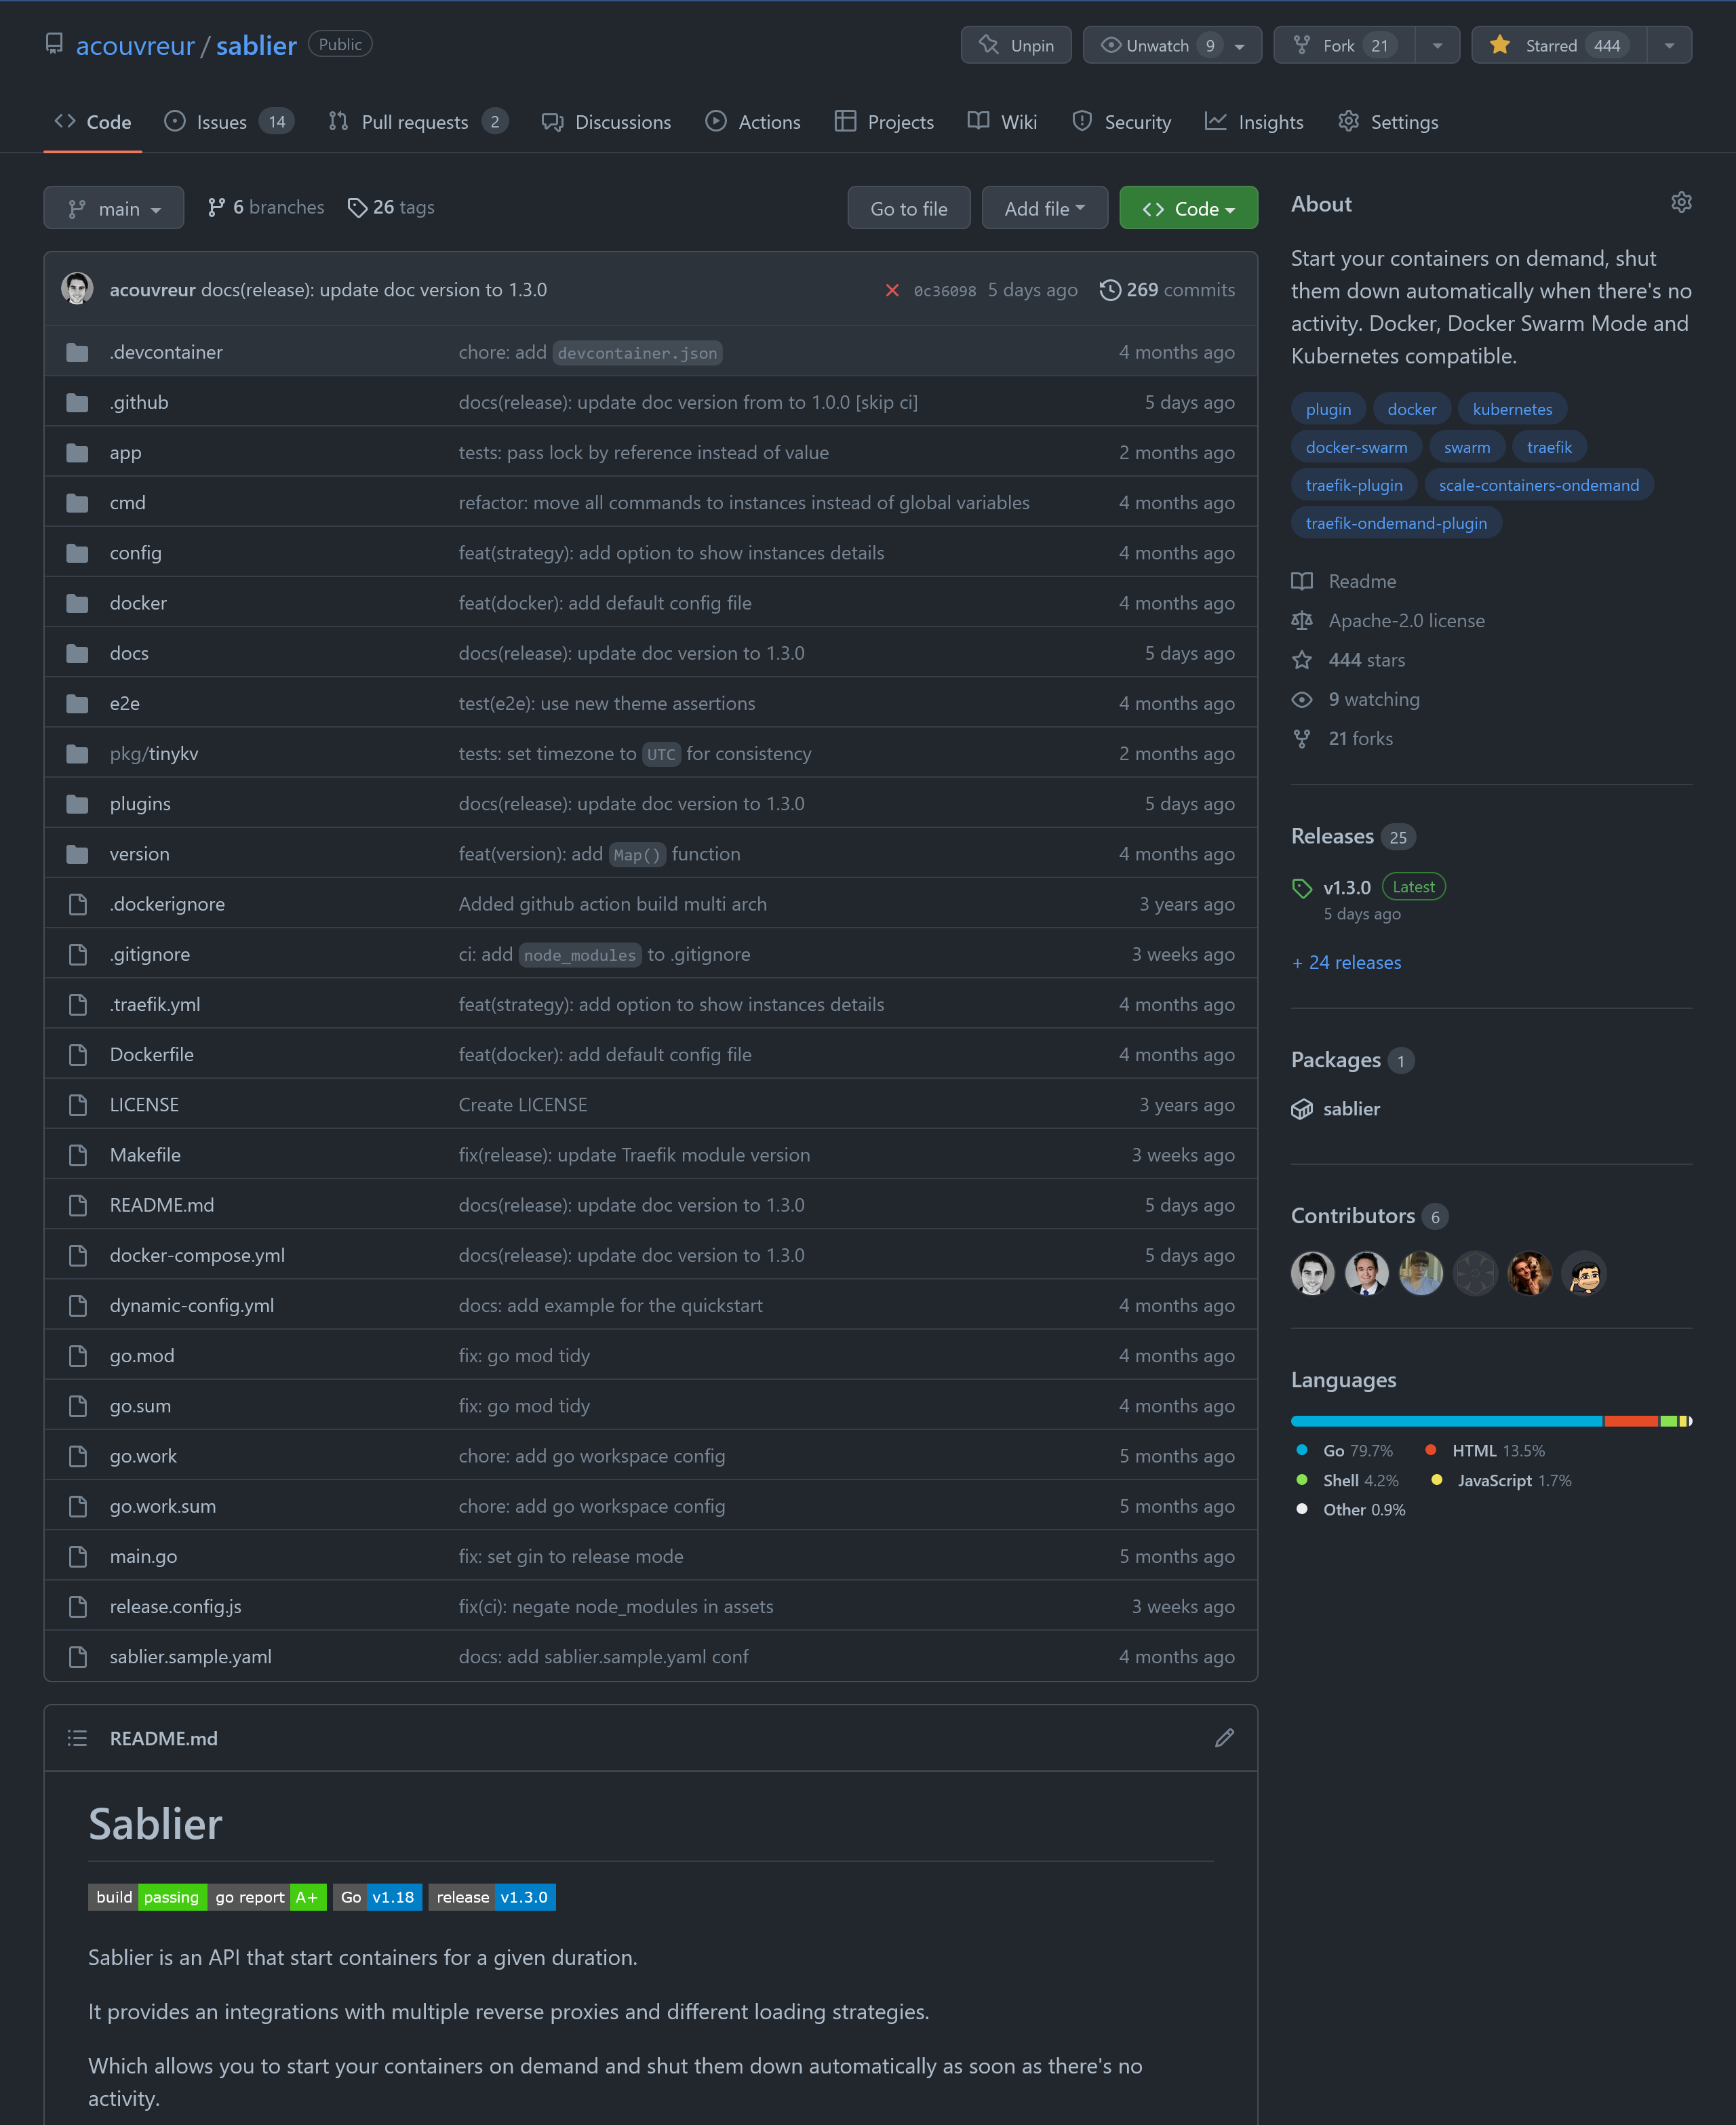 acouvreur / sablier Public Unpin Unwatch 9 Fork 21 Starred 444
Code Issues 14 Pull requests 2 Discussions Actions Projects Wiki Security Insights Settings
main 6 branches 26 tags Go to file Add file Code
acouvreur docs(release): update doc version to 1.3.0 0c36098 5 days ago 269 commits
.devcontainer chore: add devcontainer.json 4 months ago
.github docs(release): update doc version from to 1.0.0 [skip ci] 5 days ago
app tests: pass lock by reference instead of value 2 months ago
cmd refactor: move all commands to instances instead of global variables 4 months ago
config feat(strategy): add option to show instances details 4 months ago
docker feat(docker): add default config file 4 months ago
docs docs(release): update doc version to 1.3.0 5 days ago
e2e test(e2e): use new theme assertions 4 months ago
pkg/tinykv tests: set timezone to UTC for consistency 2 months ago
plugins docs(release): update doc version to 1.3.0 5 days ago
version feat(version): add Map() function 4 months ago
.dockerignore Added github action build multi arch 3 years ago
.gitignore ci: add node_modules to .gitignore 3 weeks ago
.traefik.yml feat(strategy): add option to show instances details 4 months ago
Dockerfile feat(docker): add default config file 4 months ago
LICENSE Create LICENSE 3 years ago
Makefile fix(release): update Traefik module version 3 weeks ago
README.md docs(release): update doc version to 1.3.0 5 days ago
docker-compose.yml docs(release): update doc version to 1.3.0 5 days ago
dynamic-config.yml docs: add example for the quickstart 4 months ago
go.mod fix: go mod tidy 4 months ago
go.sum fix: go mod tidy 4 months ago
go.work chore: add go workspace config 5 months ago
go.work.sum chore: add go workspace config 5 months ago
main.go fix: set gin to release mode 5 months ago
release.config.js fix(ci): negate node_modules in assets 3 weeks ago
sablier.sample.yaml docs: add sablier.sample.yaml conf 4 months ago
README.md
Sablier
build passing go report A+ Go v1.18 release v1.3.0
Sablier is an API that start containers for a given duration.
It provides an integrations with multiple reverse proxies and different loading strategies.
Which allows you to start your containers on demand and shut them down automatically as soon as there's no
activity.
About
Start your containers on demand, shut
them down automatically when there's no
activity. Docker, Docker Swarm Mode and
Kubernetes compatible.
plugin docker kubernetes
docker-swarm swarm traefik
traefik-plugin scale-containers-ondemand
traefik-ondemand-plugin
Readme
Apache-2.0 license
444 stars
9 watching
21 forks
Releases 25
v1.3.0 Latest
5 days ago
+ 24 releases
Packages 1
sablier
Contributors 6
Languages
Go 79.7% HTML 13.5%
Shell 4.2% JavaScript 1.7%
Other 0.9%